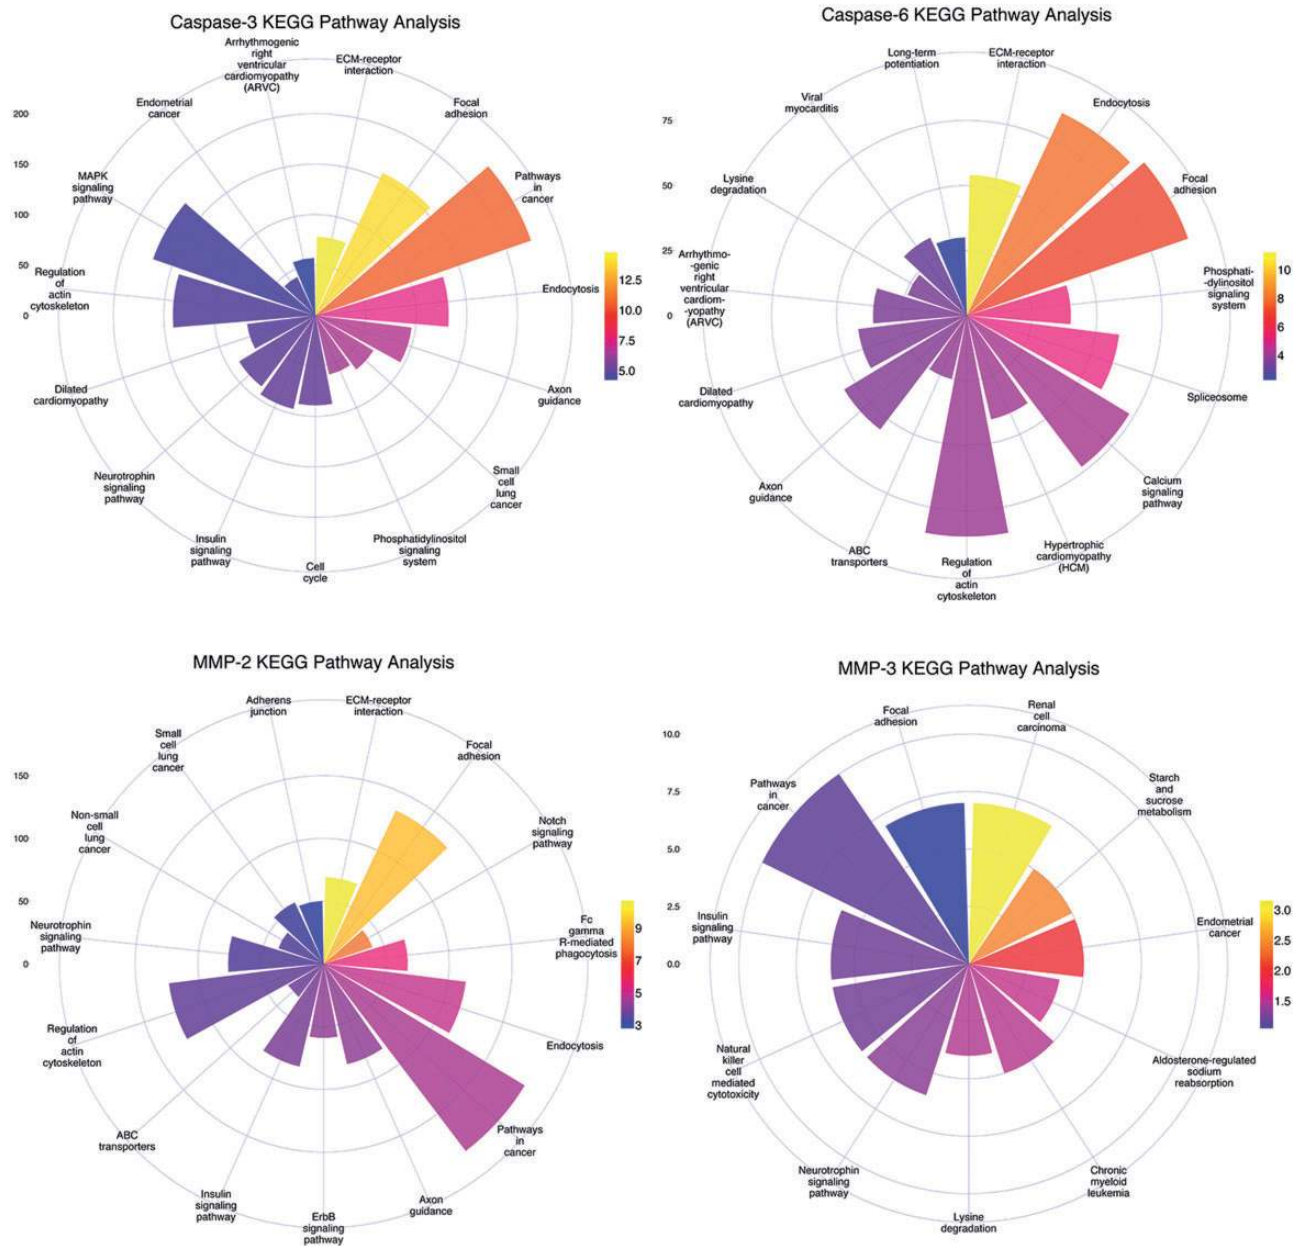 Caspase-3 KEGG Pathway Analysis
Arrhythmogenic
right
ventricular
cardiomyopathy
(ARVC)
ECM-receptor
interaction
Focal
adhesion
Pathways
in
cancer
Endocytosis
Axon
guidance
Small
cell
lung
cancer
Phosphatidylinositol
signaling
system
Cell
cycle
Insulin
signaling
pathway
Neurotrophin
signaling
pathway
Dilated
cardiomyopathy
Regulation
of
actin
cytoskeleton
MAPK
signaling
pathway
Endometrial
cancer
200
150
100
50
0
12.5
10.0
7.5
5.0
Caspase-6 KEGG Pathway Analysis
Long-term
potentiation
ECM-receptor
interaction
Endocytosis
Focal
adhesion
Phosphati-
-dylinositol
signaling
system
Spliceosome
Calcium
signaling
pathway
Hypertrophic
cardiomyopathy
(HCM)
Regulation
of
actin
cytoskeleton
ABC
transporters
Axon
guidance
Dilated
cardiomyopathy
Arrhythmo-
-genic
right
ventricular
cardiom-
-yopathy
(ARVC)
Lysine
degradation
Viral
myocarditis
75
50
25
0
10
8
6
4
MMP-2 KEGG Pathway Analysis
Adherens
junction
ECM-receptor
interaction
Focal
adhesion
Notch
signaling
pathway
Fc
gamma
R-mediated
phagocytosis
Endocytosis
Pathways
in
cancer
Axon
guidance
ErbB
signaling
pathway
Insulin
signaling
pathway
ABC
transporters
Regulation
of
actin
cytoskeleton
Neurotrophin
signaling
pathway
Non-small
cell
lung
cancer
Small
cell
lung
cancer
150
100
50
0
9
7
5
3
MMP-3 KEGG Pathway Analysis
Focal
adhesion
Renal
cell
carcinoma
Starch
and
sucrose
metabolism
Endometrial
cancer
Aldosterone-regulated
sodium
reabsorption
Chronic
myeloid
leukemia
Lysine
degradation
Neurotrophin
signaling
pathway
Natural
killer
cell
mediated
cytotoxicity
Insulin
signaling
pathway
Pathways
in
cancer
10.0
7.5
5.0
2.5
0.0
3.0
2.5
2.0
1.5